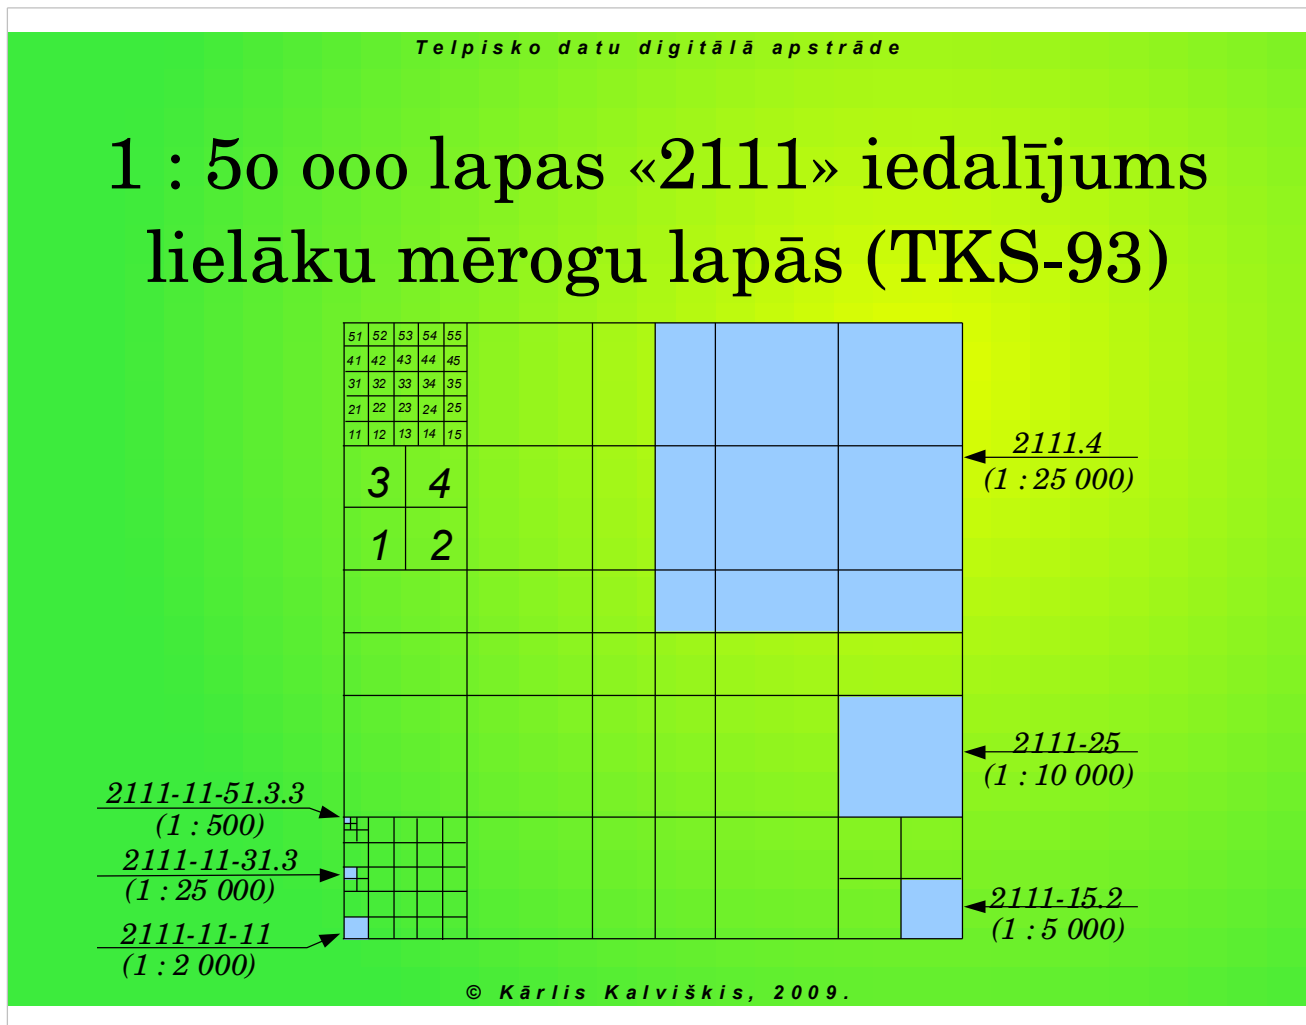 Telpisko datu digitālā apstrāde
1 : 5o ooo lapas «2111» iedalījums
lielāku mērogu lapās (TKS-93)
51 52 53 54 55
41 42 43 44 45
31 32 33 34 35
21 22 23 24 25
11 12 13 14 15
3 4
1 2
2111.4
(1 : 25 000)
2111-25
(1 : 10 000)
2111-11-51.3.3
(1 : 500)
2111-11-31.3
(1 : 25 000)
2111-11-11
(1 : 2 000)
2111-15.2
(1 : 5 000)
© Kārlis Kalviškis, 2009.